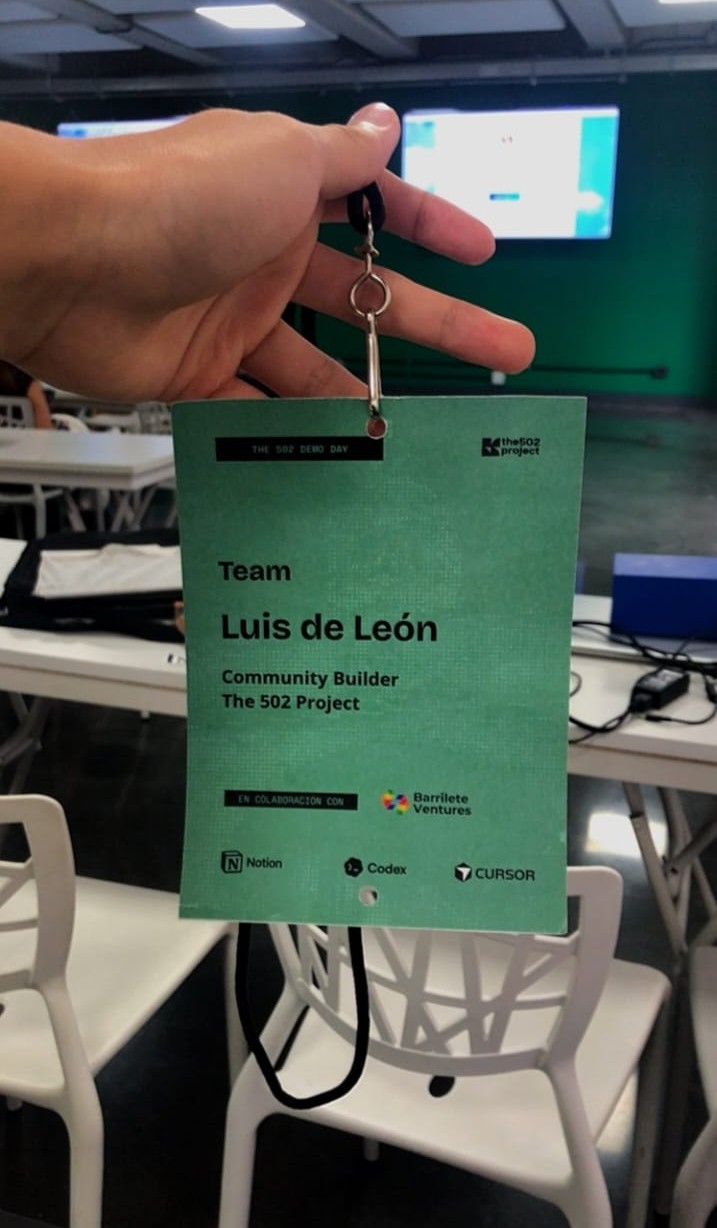 THE 502 DEMO DAY
the502
project
Team
Luis de León
Community Builder
The 502 Project
EN COLABORACIÓN CON
Barrilete
Ventures
Notion
Codex
CURSOR